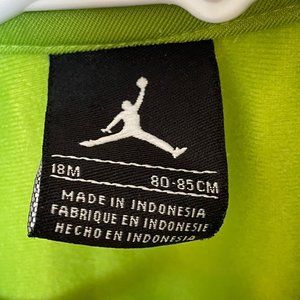 18M 80-85CM
MADE IN INDONESIA
FABRIQUE EN INDONESIE
HECHO EN INDONESIA